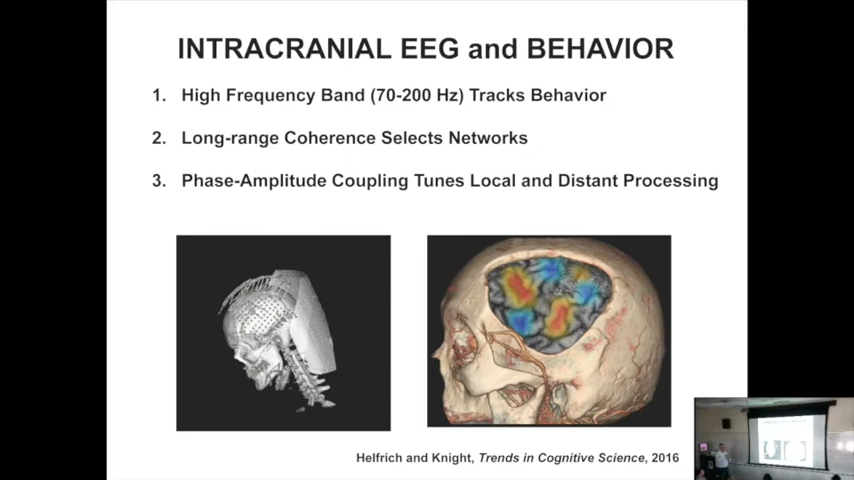 INTRACRANIAL EEG and BEHAVIOR
1. High Frequency Band (70-200 Hz) Tracks Behavior
2. Long-range Coherence Selects Networks
3. Phase-Amplitude Coupling Tunes Local and Distant Processing
Helfrich and Knight, Trends in Cognitive Science, 2016